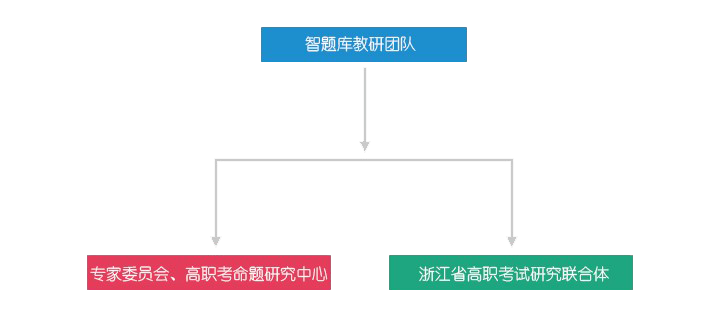 智题库教研团队
专家委员会、高职考命题研究中心
浙江省高职考试研究联合体